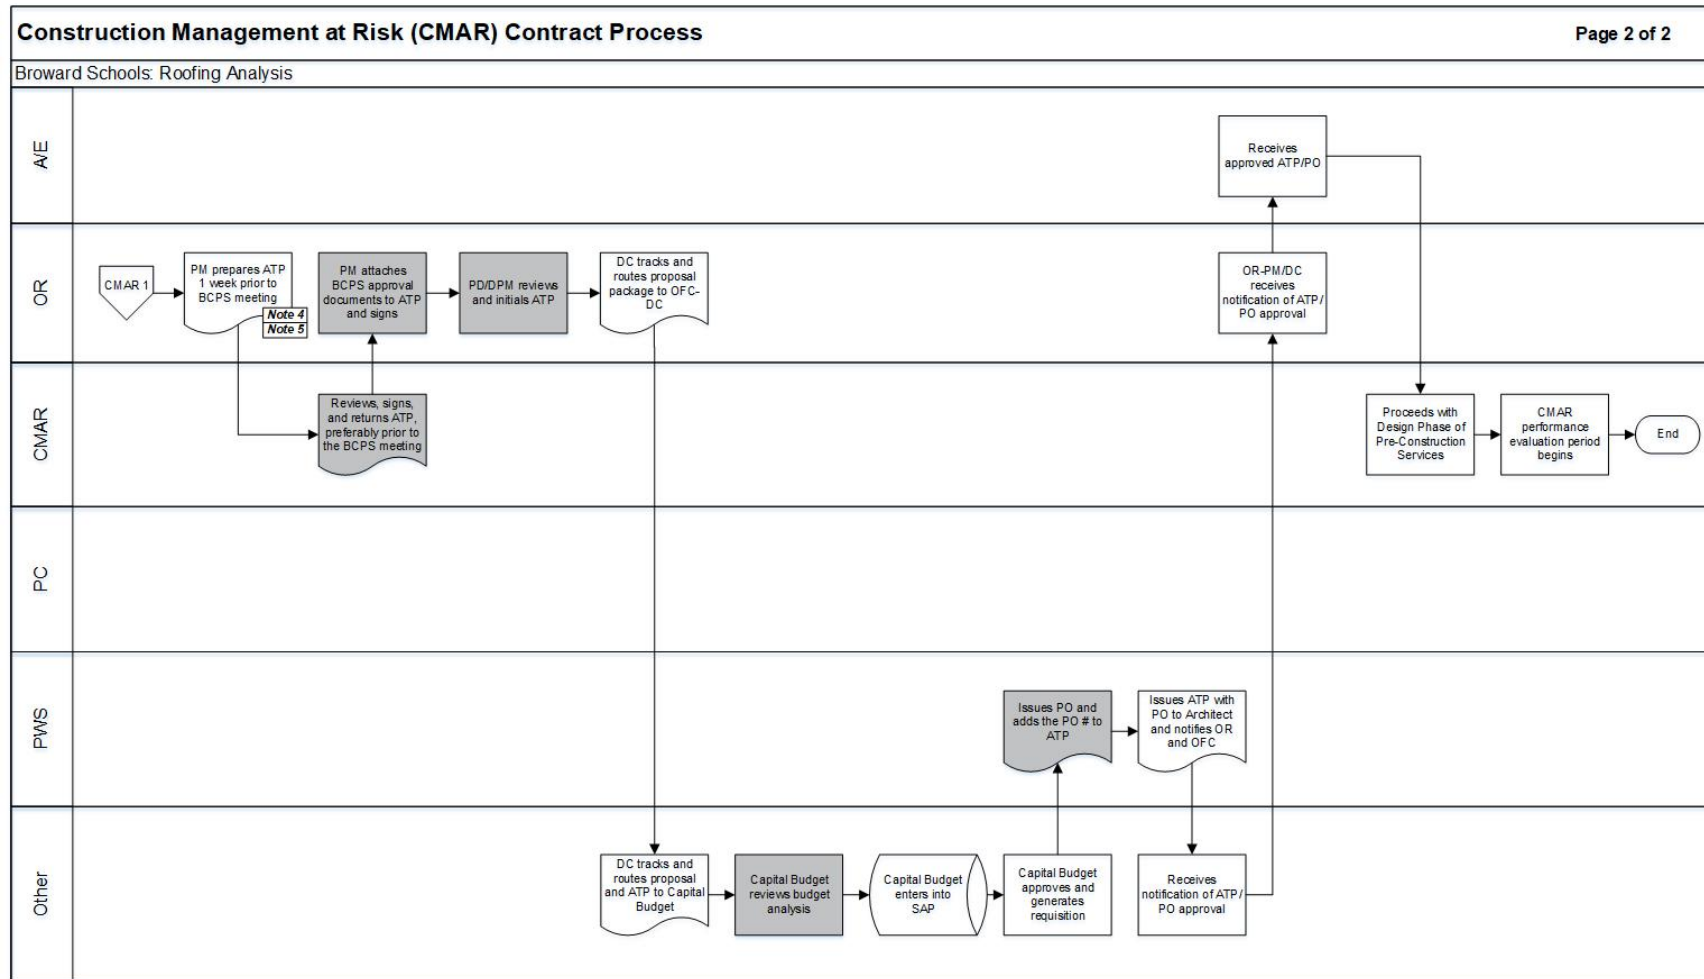 Construction Management at Risk (CMAR) Contract Process
Page 2 of 2
Broward Schools: Roofing Analysis
A/E
Receives
approved ATP/PO
OR
CMAR 1
PM prepares ATP
1 week prior to
BCPS meeting
Note 4
Note 5
PM attaches
BCPS approval
documents to ATP
and signs
PD/DPM reviews
and initials ATP
DC tracks and
routes proposal
package to OFC-
DC
OR-PM/DC
receives
notification of ATP/
PO approval
CMAR
Reviews, signs,
and returns ATP,
preferably prior to
the BCPS meeting
Proceeds with
Design Phase of
Pre-Construction
Services
CMAR
performance
evaluation period
begins
End
PC
PWS
Issues PO and
adds the PO # to
ATP
Issues ATP with
PO to Architect
and notifies OR
and OFC
Other
DC tracks and
routes proposal
and ATP to Capital
Budget
Capital Budget
reviews budget
analysis
Capital Budget
enters into
SAP
Capital Budget
approves and
generates
requisition
Receives
notification of ATP/
PO approval